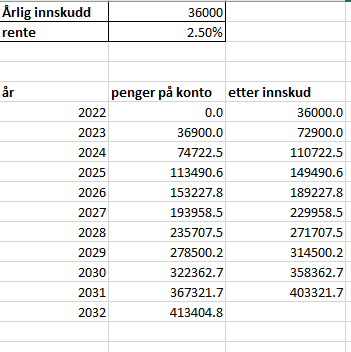 Årlig innskudd 36000
rente 2.50%
år penger på konto etter innskud
2022 0.0 36000.0
2023 36900.0 72900.0
2024 74722.5 110722.5
2025 113490.6 149490.6
2026 153227.8 189227.8
2027 193958.5 229958.5
2028 235707.5 271707.5
2029 278500.2 314500.2
2030 322362.7 358362.7
2031 367321.7 403321.7
2032 413404.8